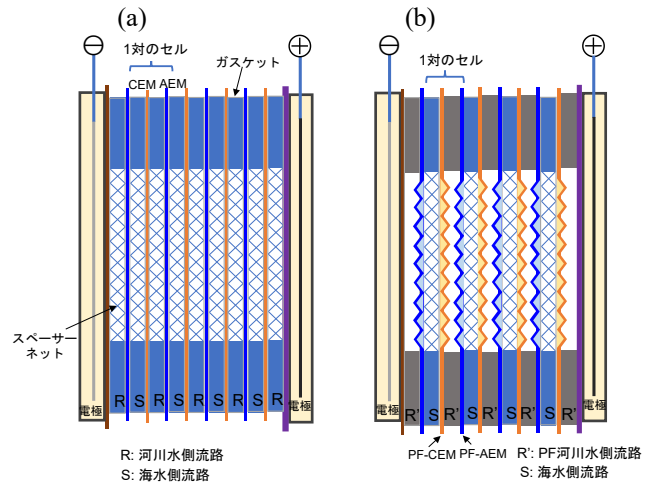 (a)
⊖
⊕
1対のセル
ガスケット
CEM AEM
スペーサー
ネット
電極
R S R S R S R S R
電極
R: 河川水側流路
S: 海水側流路
(b)
⊖
⊕
1対のセル
電極
R' S R' S R' S R' S R'
電極
PF-CEM PF-AEM
R': PF河川水側流路
S: 海水側流路